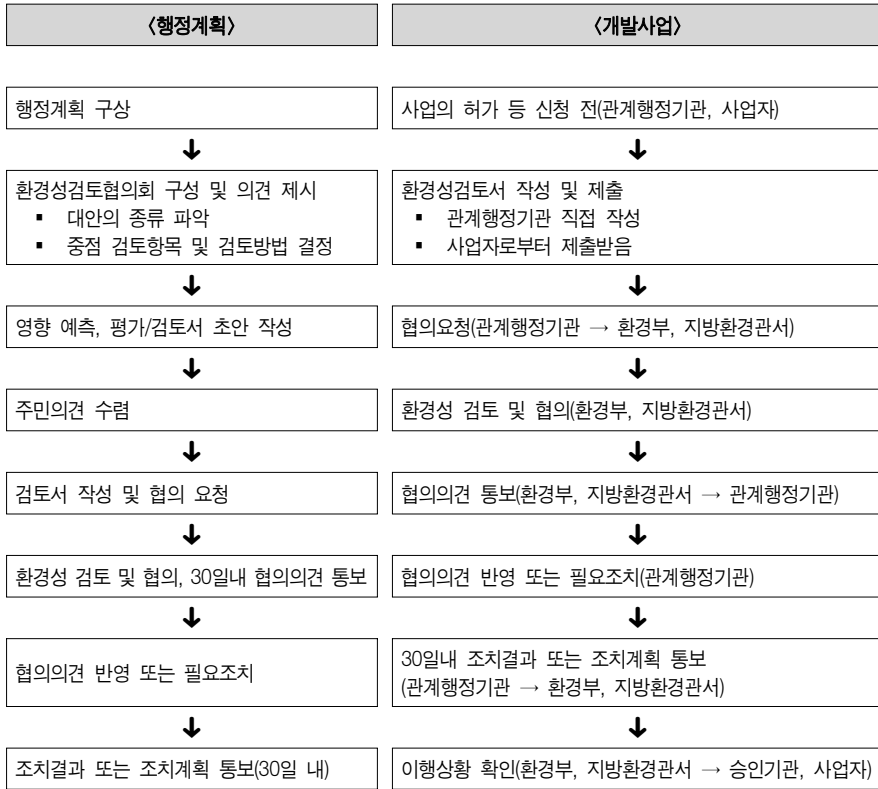 〈행정계획〉
행정계획 구상
↓
환경성검토협의회 구성 및 의견 제시
▪ 대안의 종류 파악
▪ 중점 검토항목 및 검토방법 결정
↓
영향 예측, 평가/검토서 초안 작성
↓
주민의견 수렴
↓
검토서 작성 및 협의 요청
↓
환경성 검토 및 협의, 30일내 협의의견 통보
↓
협의의견 반영 또는 필요조치
↓
조치결과 또는 조치계획 통보(30일 내)
〈개발사업〉
사업의 허가 등 신청 전(관계행정기관, 사업자)
↓
환경성검토서 작성 및 제출
▪ 관계행정기관 직접 작성
▪ 사업자로부터 제출받음
↓
협의요청(관계행정기관 → 환경부, 지방환경관서)
↓
환경성 검토 및 협의(환경부, 지방환경관서)
↓
협의의견 통보(환경부, 지방환경관서 → 관계행정기관)
↓
협의의견 반영 또는 필요조치(관계행정기관)
↓
30일내 조치결과 또는 조치계획 통보
(관계행정기관 → 환경부, 지방환경관서)
↓
이행상황 확인(환경부, 지방환경관서 → 승인기관, 사업자)